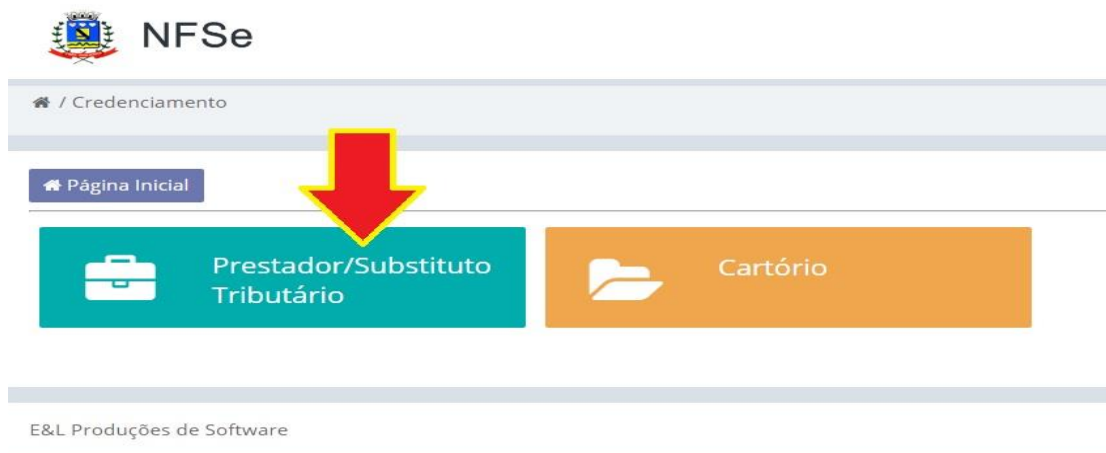 NFSe
/ Credenciamento
Página Inicial
Prestador/Substituto
Tributário
Cartório
E&L Produções de Software